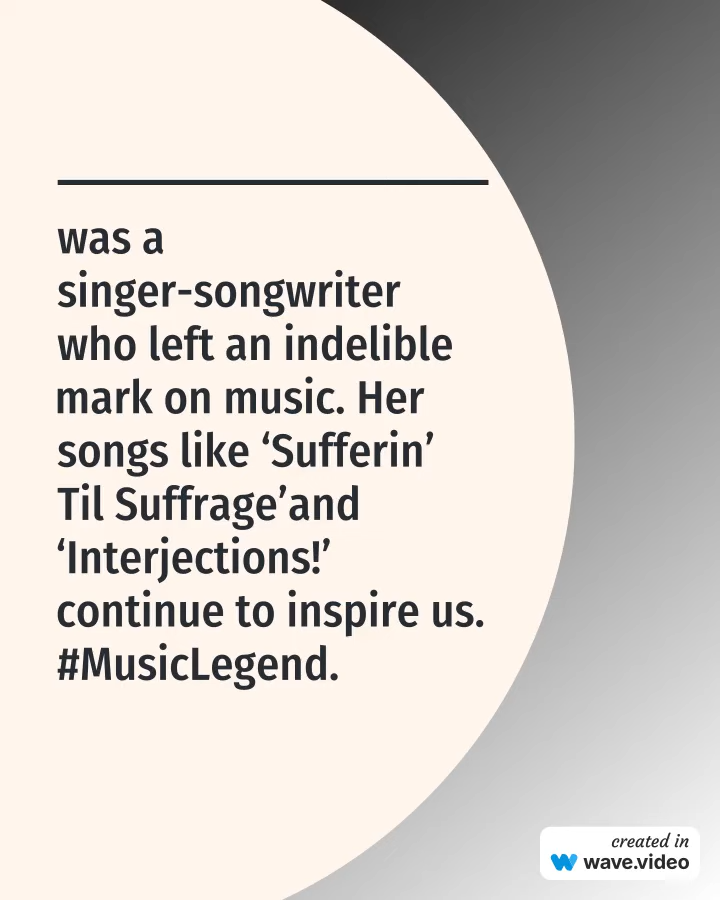 was a
singer-songwriter
who left an indelible
mark on music. Her
songs like ‘Sufferin’
Til Suffrage’and
‘Interjections!’
continue to inspire us.
#MusicLegend.
created in
wave.video